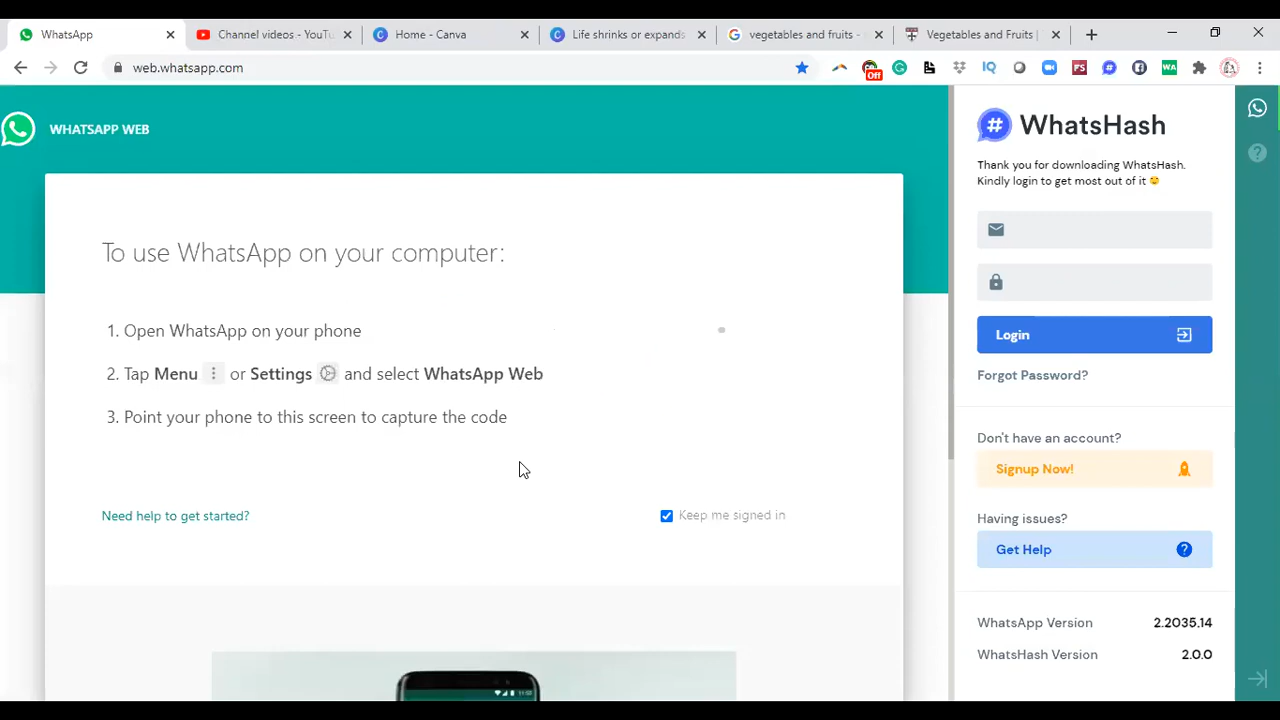 WhatsApp
Channel videos - YouTu
Home - Canva
Life shrinks or expands
vegetables and fruits -
Vegetables and Fruits |
web.whatsapp.com
Off
IQ
FS
#
WA
WHATSAPP WEB
To use WhatsApp on your computer:
1. Open WhatsApp on your phone
2. Tap Menu or Settings and select WhatsApp Web
3. Point your phone to this screen to capture the code
Need help to get started?
Keep me signed in
# WhatsHash
Thank you for downloading WhatsHash.
Kindly login to get most out of it 😊
Login
Forgot Password?
Don't have an account?
Signup Now!
Having issues?
Get Help ?
WhatsApp Version 2.2035.14
WhatsHash Version 2.0.0